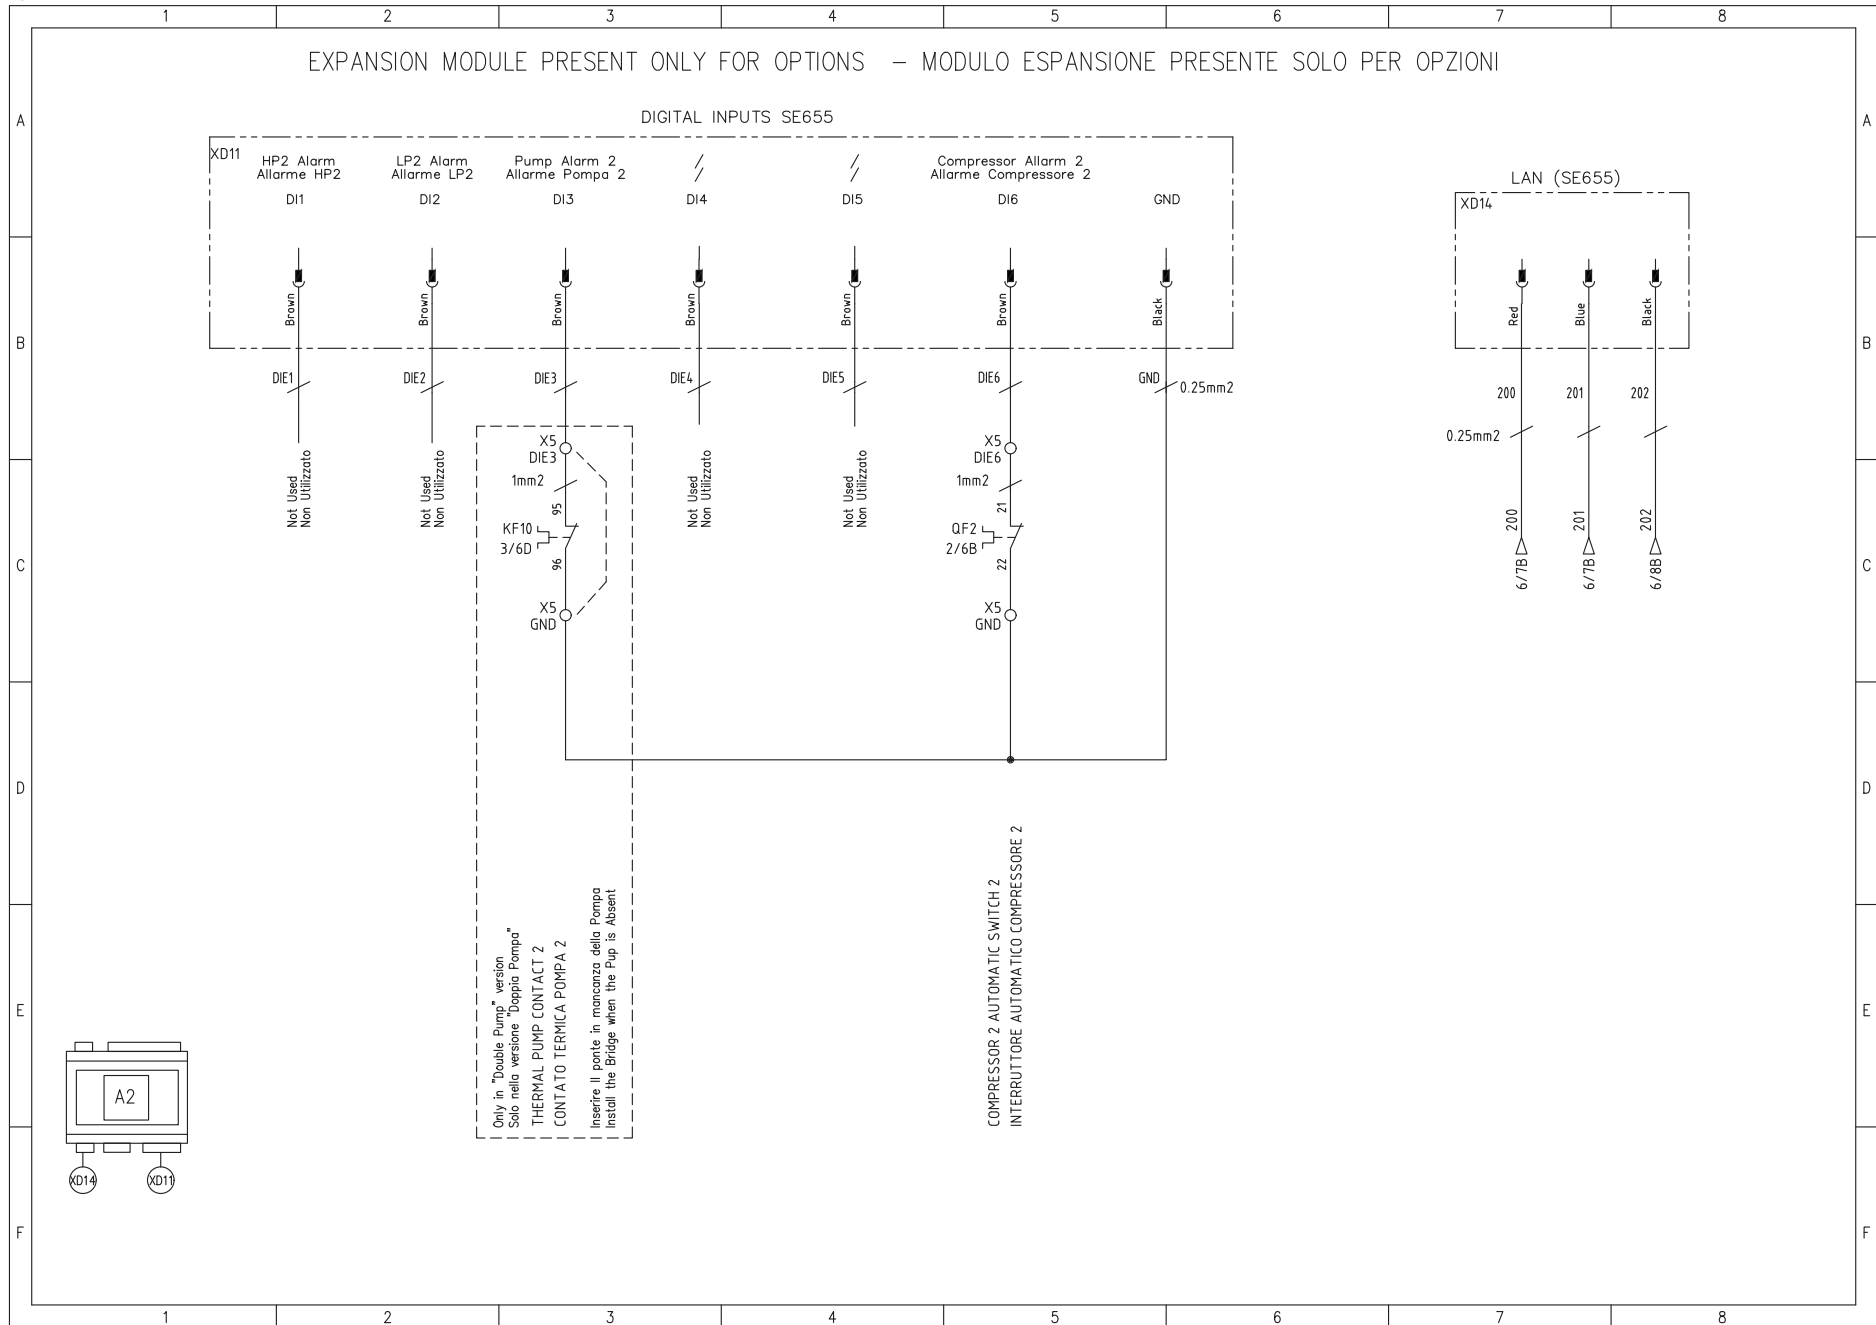 1 2 3 4 5 6 7 8
EXPANSION MODULE PRESENT ONLY FOR OPTIONS – MODULO ESPANSIONE PRESENTE SOLO PER OPZIONI
A A
DIGITAL INPUTS SE655
XD11
HP2 Alarm
Allarme HP2
DI1
LP2 Alarm
Allarme LP2
DI2
Pump Alarm 2
Allarme Pompa 2
DI3
//
DI4
//
DI5
Compressor Allarm 2
Allarme Compressore 2
DI6
GND
LAN (SE655)
XD14
Brown
Brown
Brown
Brown
Brown
Brown
Black
Red
Blue
Black
B B
DIE1
DIE2
DIE3
DIE4
DIE5
DIE6
GND
0.25mm2
200
201
202
0.25mm2
Not Used
Non Utilizzato
Not Used
Non Utilizzato
X5
DIE3
1mm2
95
KF10
3/6D
96
X5
GND
Not Used
Non Utilizzato
Not Used
Non Utilizzato
X5
DIE6
1mm2
21
QF2
2/6B
22
X5
GND
200
6/7B
201
6/7B
202
6/8B
C C
D D
Only in "Double Pump" version
Solo nella versione "Doppia Pompa"
THERMAL PUMP CONTACT 2
CONTATO TERMICA POMPA 2
Inserire Il ponte in mancanza della Pompa
Install the Bridge when the Pup is Absent
COMPRESSOR 2 AUTOMATIC SWITCH 2
INTERRUTTORE AUTOMATICO COMPRESSORE 2
E E
A2
XD14
XD11
F F
1 2 3 4 5 6 7 8